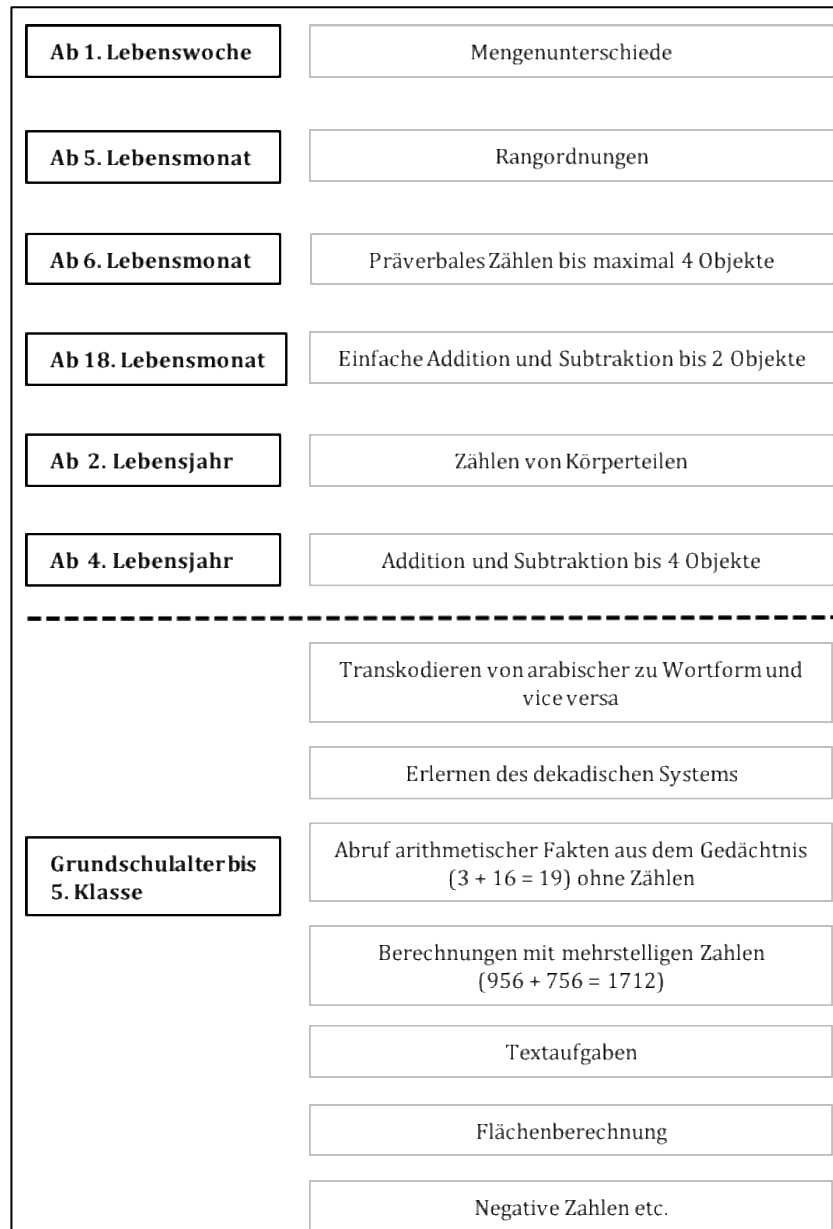 Ab 1. Lebenswoche
Mengenunterschiede
Ab 5. Lebensmonat
Rangordnungen
Ab 6. Lebensmonat
Präverbales Zählen bis maximal 4 Objekte
Ab 18. Lebensmonat
Einfache Addition und Subtraktion bis 2 Objekte
Ab 2. Lebensjahr
Zählen von Körperteilen
Ab 4. Lebensjahr
Addition und Subtraktion bis 4 Objekte
Grundschulalter bis
5. Klasse
Transkodieren von arabischer zu Wortform und
vice versa
Erlernen des dekadischen Systems
Abruf arithmetischer Fakten aus dem Gedächtnis
(3 + 16 = 19) ohne Zählen
Berechnungen mit mehrstelligen Zahlen
(956 + 756 = 1712)
Textaufgaben
Flächenberechnung
Negative Zahlen etc.